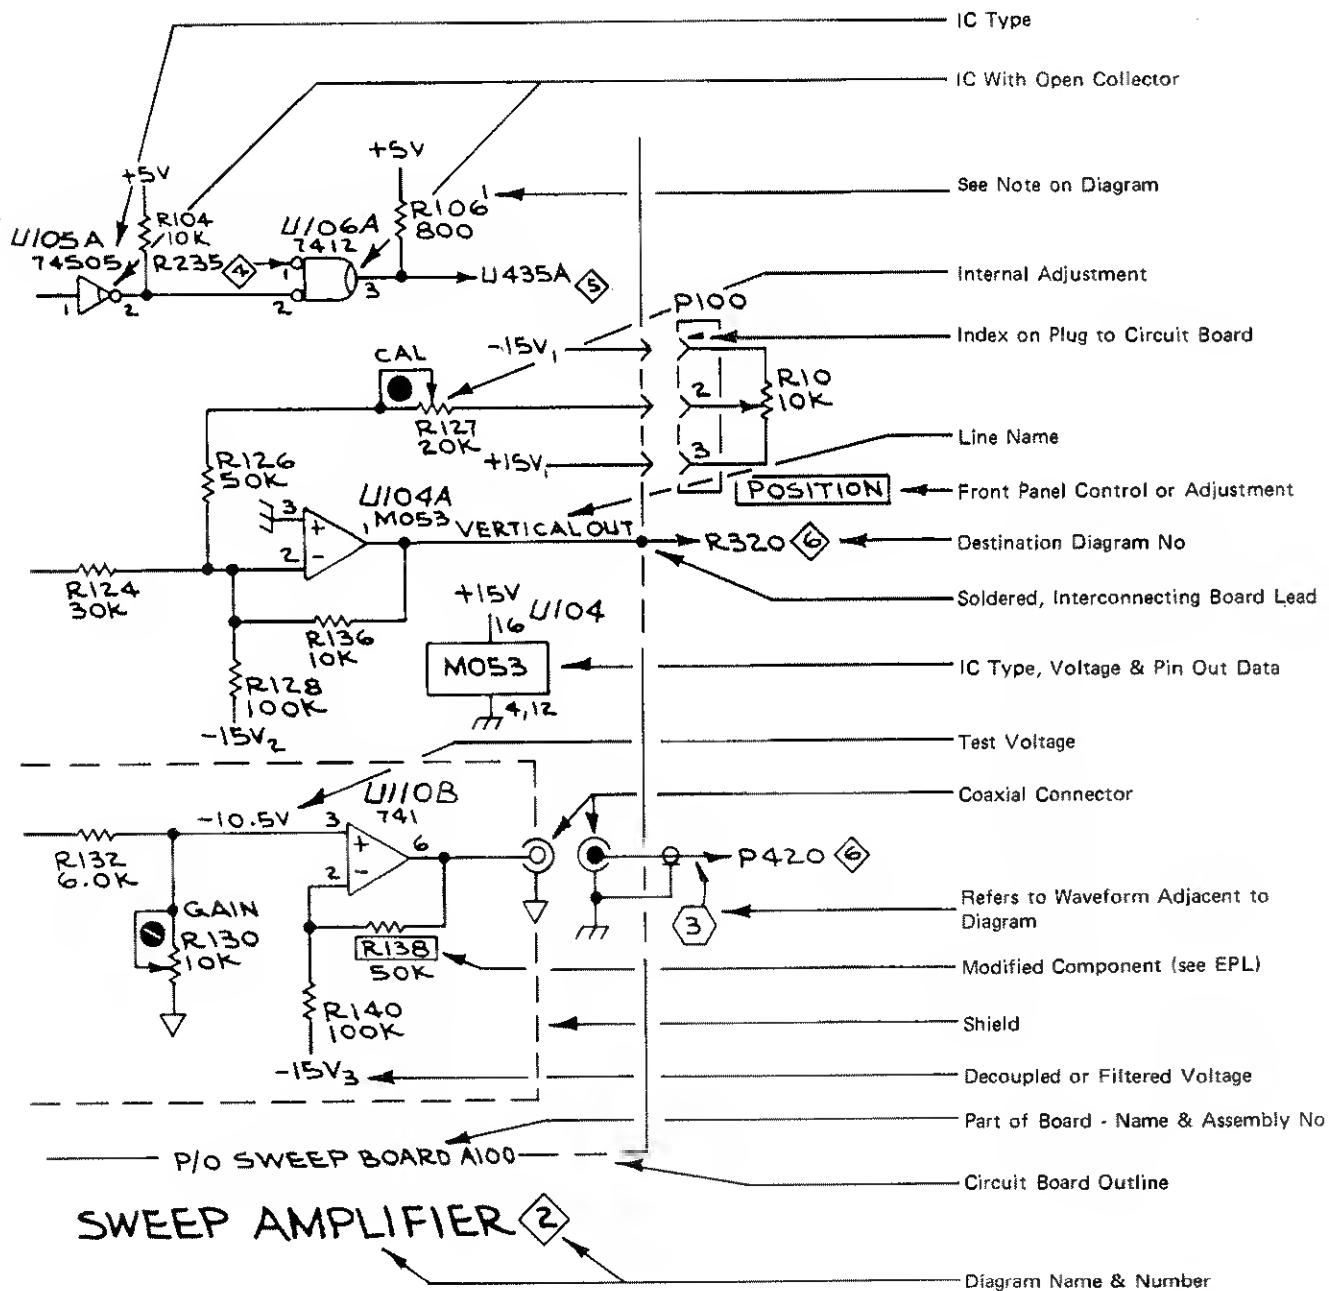 IC Type
IC With Open Collector
+5V
+5V
See Note on Diagram
R104
10K
U106A
7412
R106¹
800
U105A
74S05
R235
4
1
3
U435A
5
1
2
2
Internal Adjustment
P100
Index on Plug to Circuit Board
CAL
-15V₁
2
R10
10K
R127
20K
Line Name
+15V₁
3
R126
50K
POSITION
Front Panel Control or Adjustment
U104A
M053
3
+
1
VERTICAL OUT
R320
6
Destination Diagram No
2
-
R124
30K
+15V
16
U104
Soldered, Interconnecting Board Lead
R136
10K
M053
IC Type, Voltage & Pin Out Data
R128
100K
4,12
-15V₂
Test Voltage
U110B
741
Coaxial Connector
-10.5V
3
+
6
P420
6
R132
6.0K
2
-
GAIN
R130
10K
3
Refers to Waveform Adjacent to
Diagram
R138
50K
Modified Component (see EPL)
R140
100K
Shield
-15V₃
Decoupled or Filtered Voltage
Part of Board - Name & Assembly No
P/O SWEEP BOARD A100
Circuit Board Outline
SWEEP AMPLIFIER
2
Diagram Name & Number